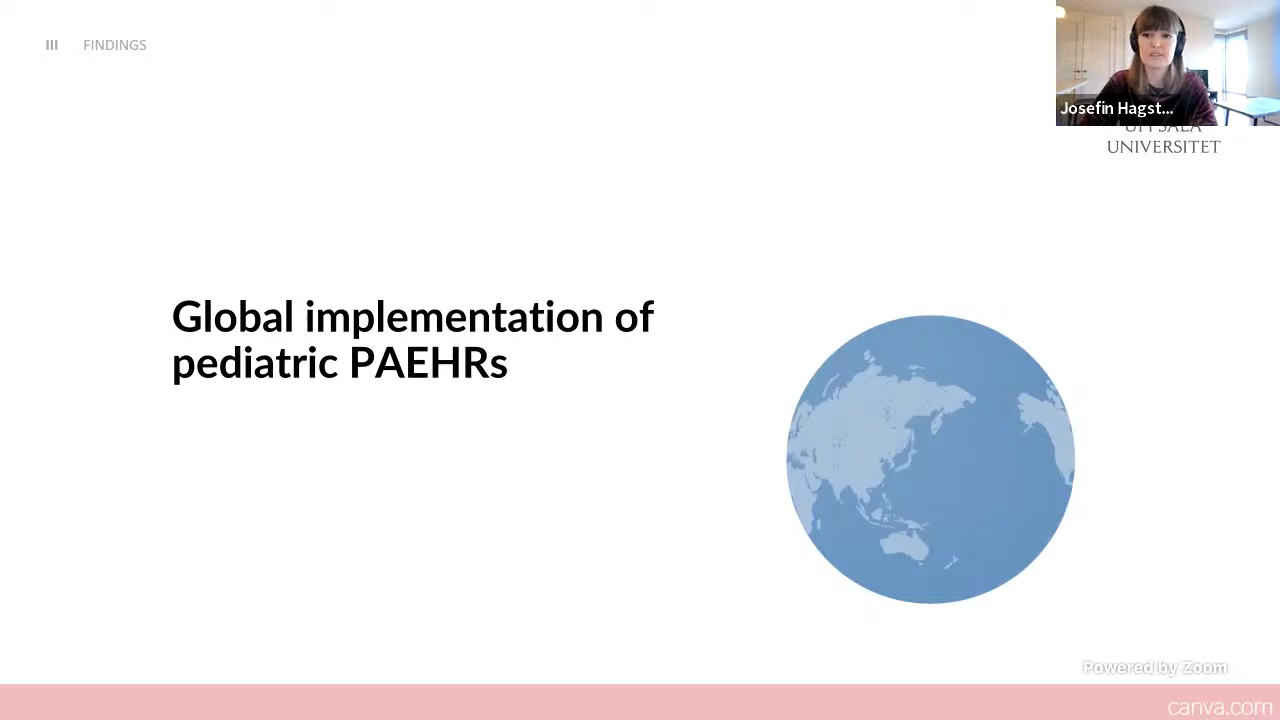 III FINDINGS
Josefin Hagst...
UNIVERSITET
Global implementation of
pediatric PAEHRs
Powered by Zoom
canva.com